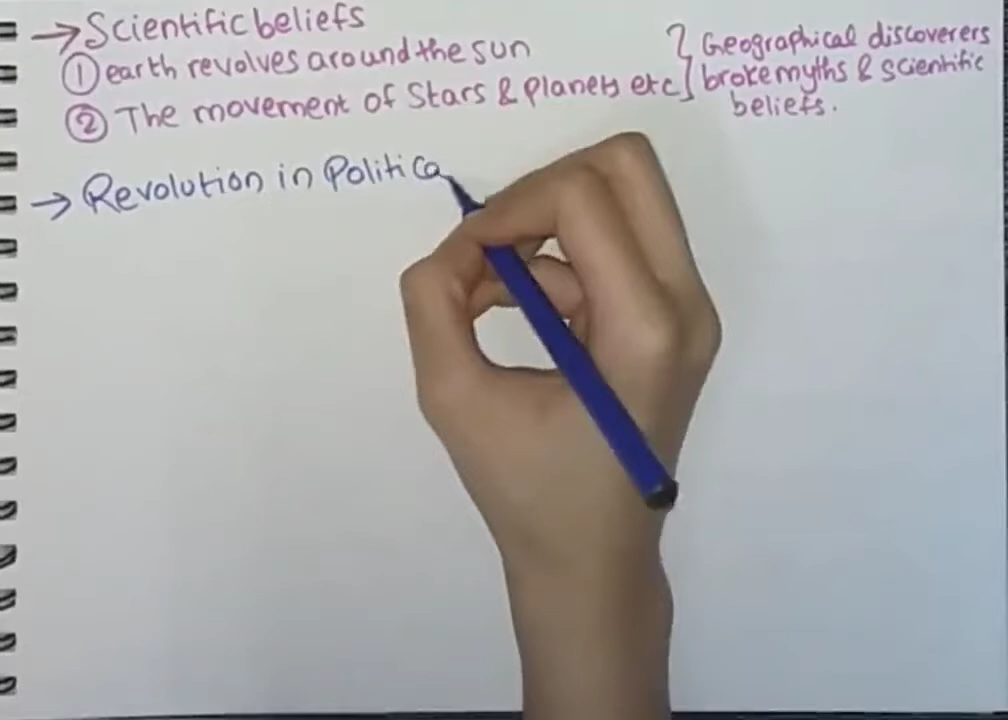 → Scientific beliefs
① earth revolves around the sun
② The movement of Stars & planets etc
Geographical discoverers
broke myths & scientific
beliefs.
→ Revolution in Politica